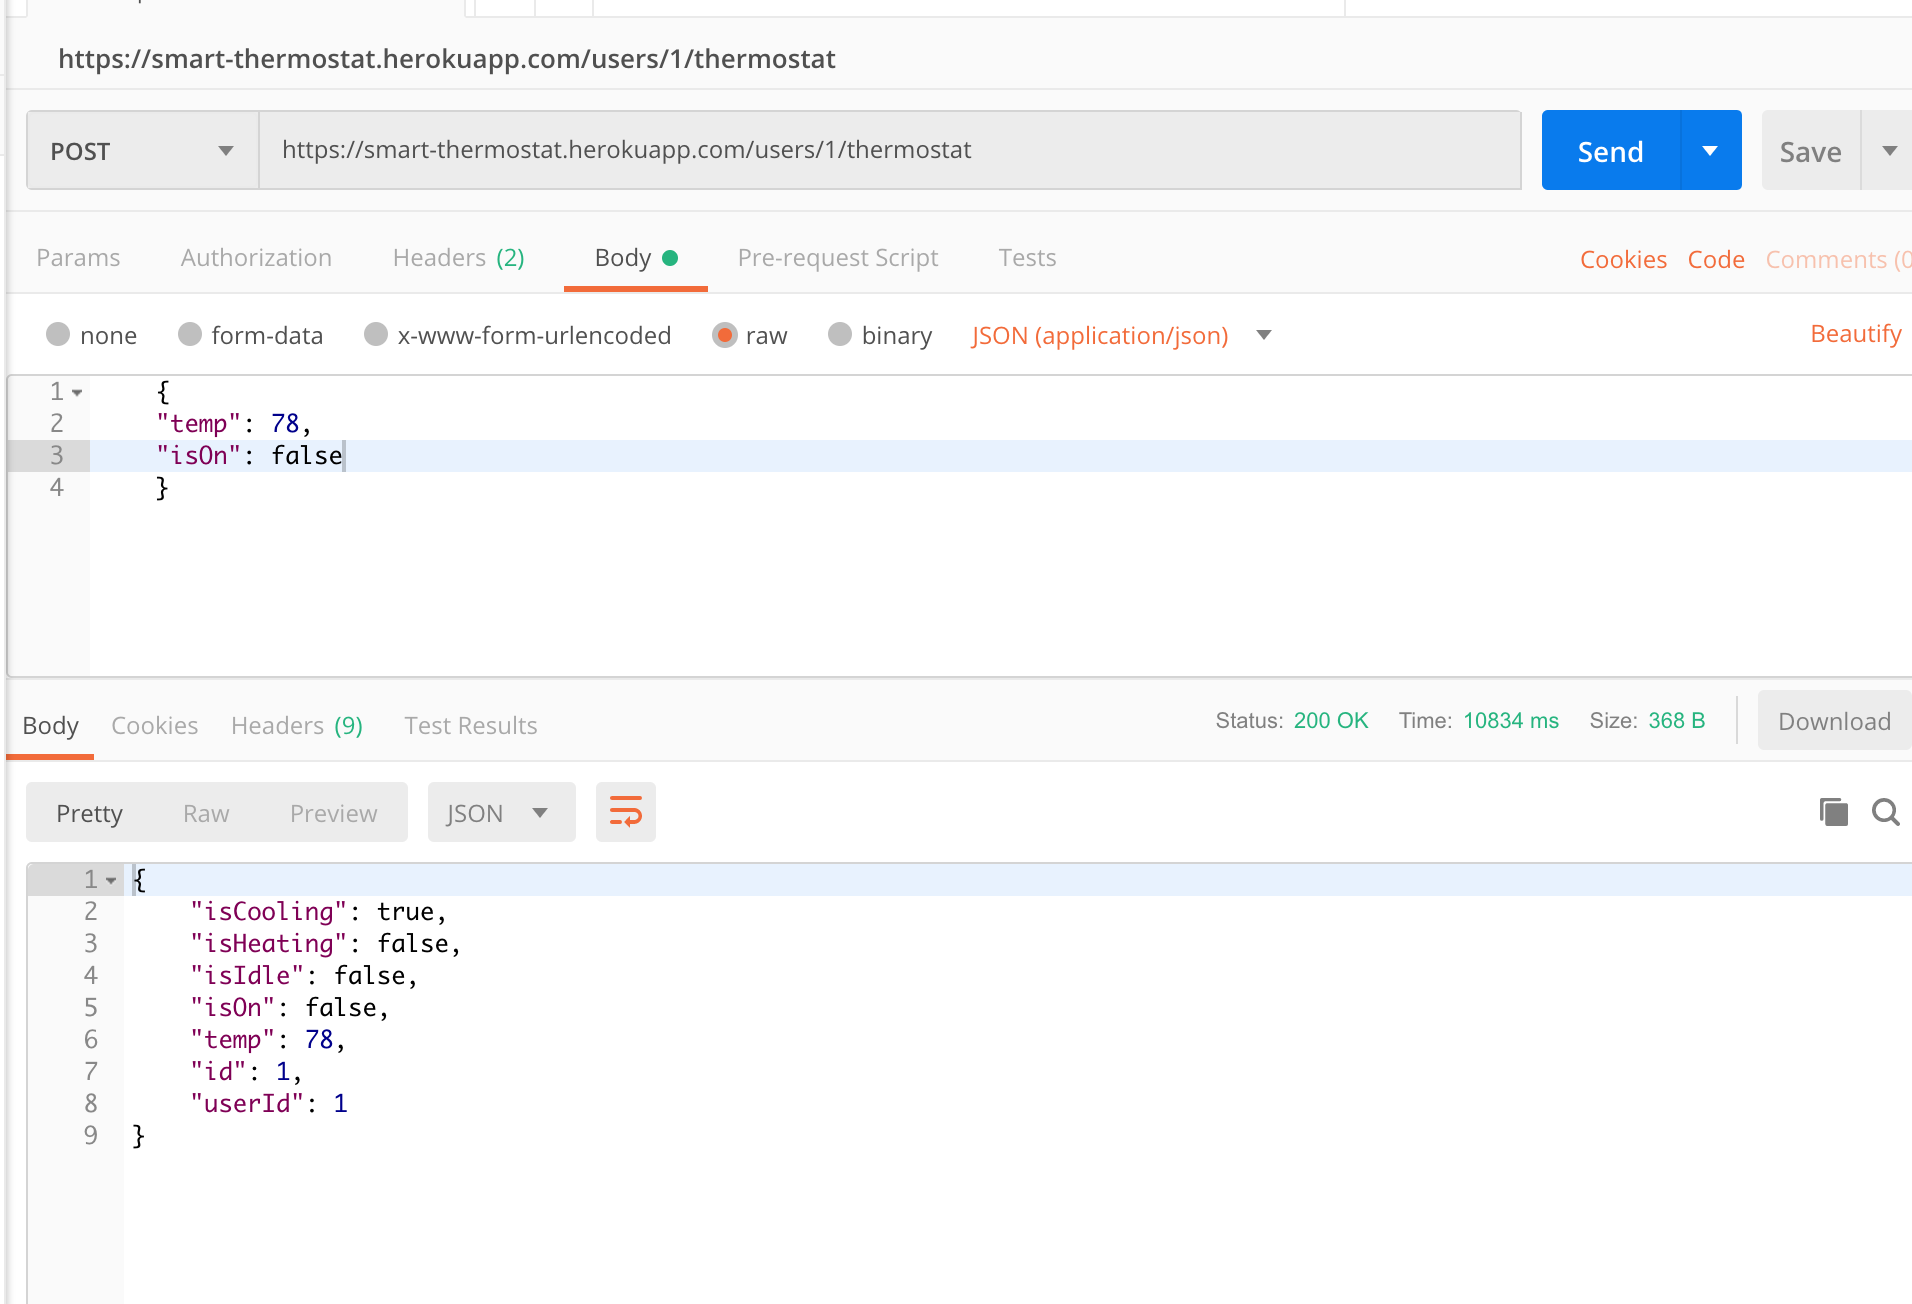 https://smart-thermostat.herokuapp.com/users/1/thermostat
POST https://smart-thermostat.herokuapp.com/users/1/thermostat Send Save
Params Authorization Headers (2) Body Pre-request Script Tests Cookies Code Comments (0
none form-data x-www-form-urlencoded raw binary JSON (application/json) Beautify
1 {
2 "temp": 78,
3 "isOn": false
4 }
Body Cookies Headers (9) Test Results Status: 200 OK Time: 10834 ms Size: 368 B Download
Pretty Raw Preview JSON
1 {
2 "isCooling": true,
3 "isHeating": false,
4 "isIdle": false,
5 "isOn": false,
6 "temp": 78,
7 "id": 1,
8 "userId": 1
9 }